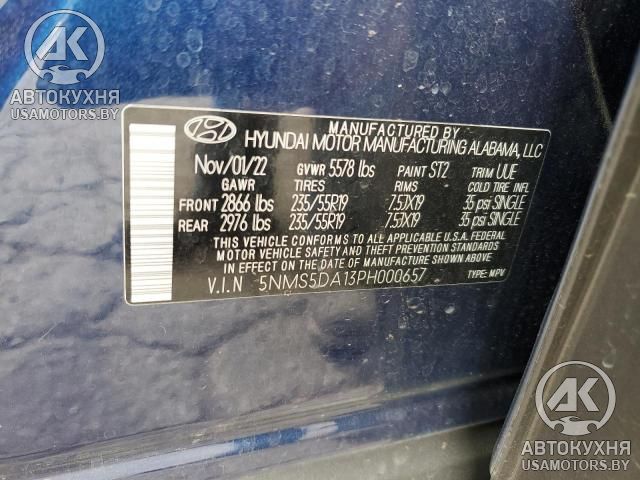 АК
АВТОКУХНЯ
USAMOTORS.BY
MANUFACTURED BY
HYUNDAI MOTOR MANUFACTURING ALABAMA, LLC
Nov/01/22 GVWR 5578 lbs PAINT ST2 TRIM UUE
GAWR TIRES RIMS COLD TIRE INFL
FRONT 2866 lbs 235/55R19 7.5JX19 35 psi SINGLE
REAR 2976 lbs 235/55R19 7.5JX19 35 psi SINGLE
THIS VEHICLE CONFORMS TO ALL APPLICABLE U.S.A. FEDERAL
MOTOR VEHICLE SAFETY AND THEFT PREVENTION STANDARDS
IN EFFECT ON THE DATE OF MANUFACTURE SHOWN ABOVE.
V.I.N 5NMS5DA13PH000657 TYPE: MPV
АК
АВТОКУХНЯ
USAMOTORS.BY